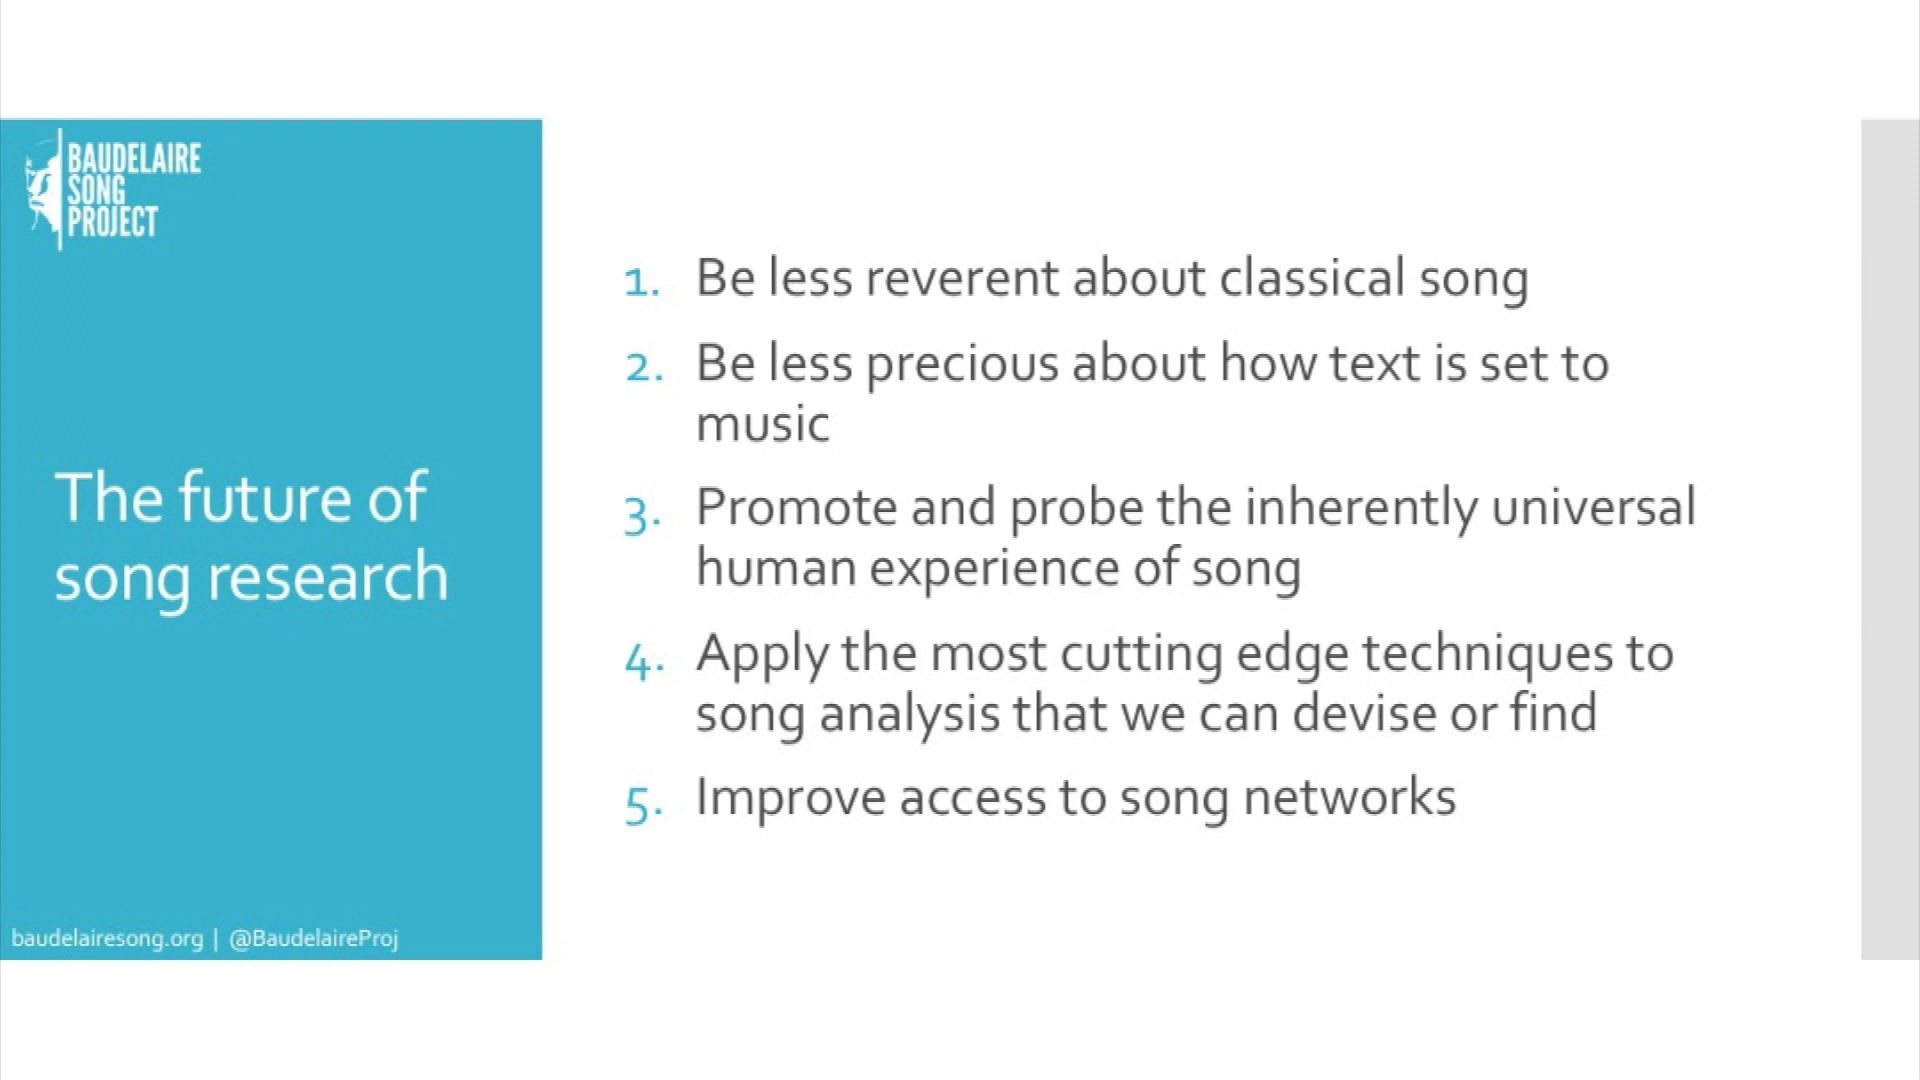 BAUDELAIRE
SONG
PROJECT
The future of
song research
baudelairesong.org | @BaudelaireProj
1. Be less reverent about classical song
2. Be less precious about how text is set to
music
3. Promote and probe the inherently universal
human experience of song
4. Apply the most cutting edge techniques to
song analysis that we can devise or find
5. Improve access to song networks